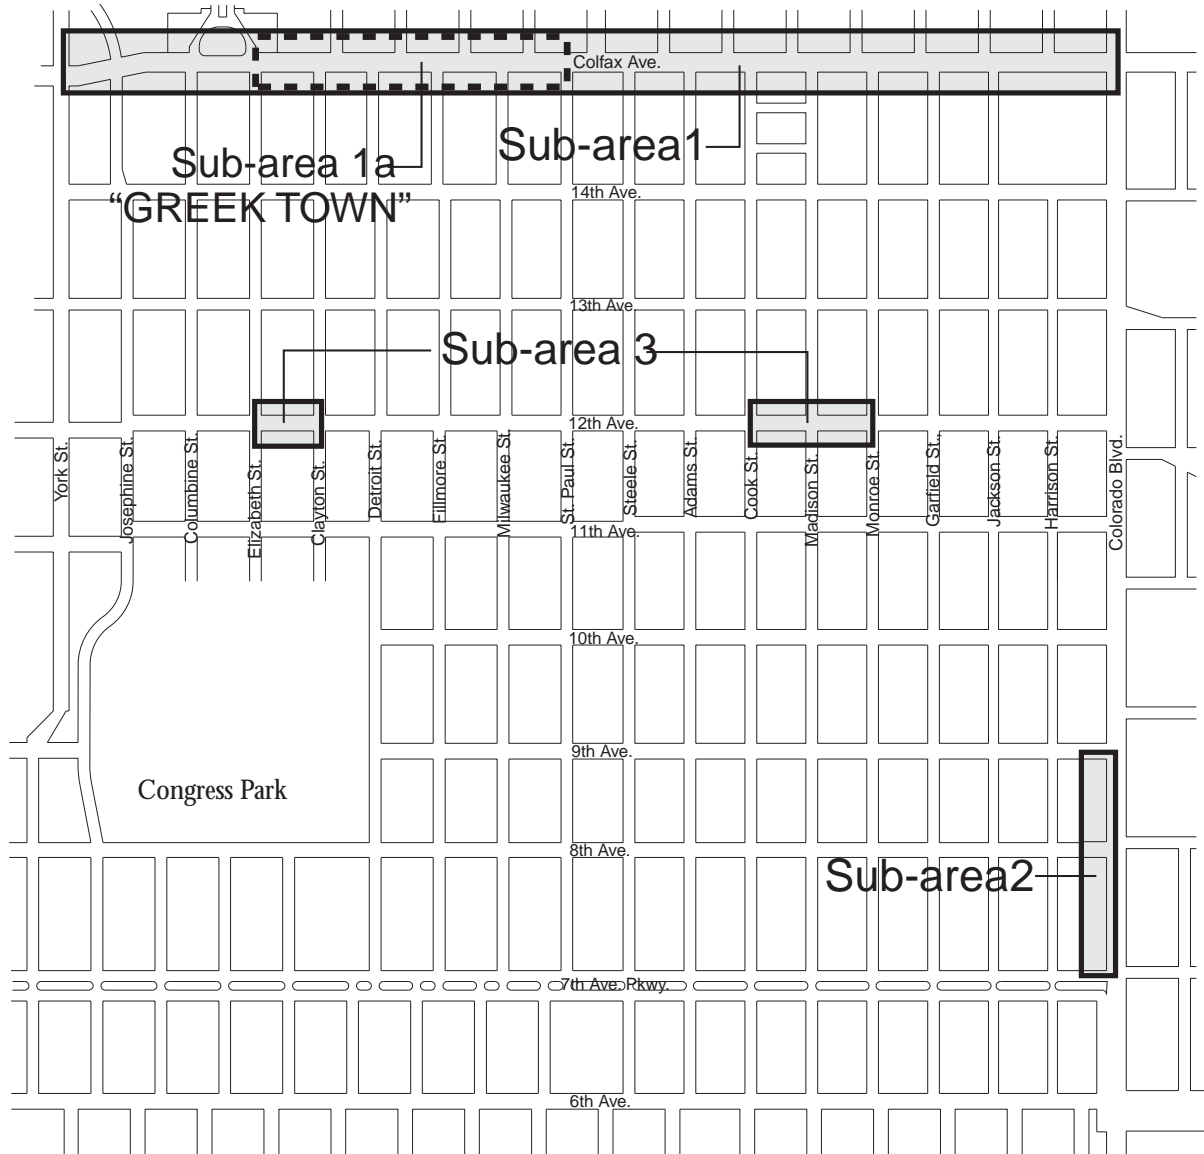 Colfax Ave.
Sub-area1
Sub-area 1a
“GREEK TOWN”
14th Ave.
13th Ave.
Sub-area 3
12th Ave.
York St.
Josephine St.
Columbine St.
Elizabeth St.
Clayton St.
Detroit St.
Fillmore St.
Milwaukee St.
St. Paul St.
Steele St.
Adams St.
Cook St.
Madison St.
Monroe St.
Garfield St.,
Jackson St.
Harrison St.
Colorado Blvd.
11th Ave.
10th Ave.
9th Ave.
Congress Park
8th Ave.
Sub-area2
7th Ave. Pkwy.
6th Ave.